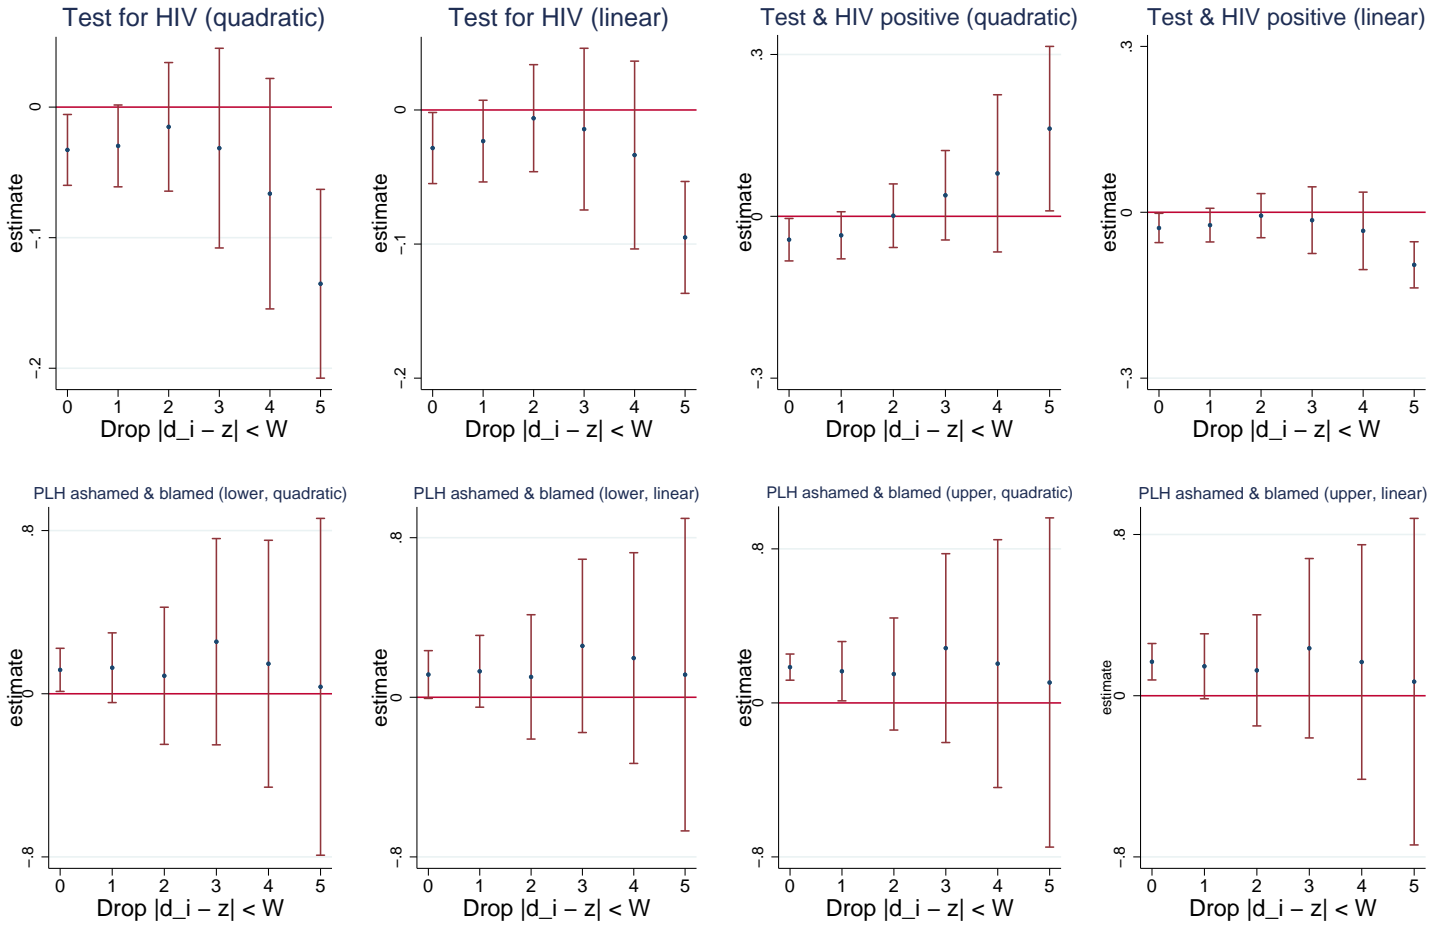 Test for HIV (quadratic)
estimate
0
−.1
−.2
0 1 2 3 4 5
Drop |d_i − z| < W
Test for HIV (linear)
estimate
0
−.1
−.2
0 1 2 3 4 5
Drop |d_i − z| < W
Test & HIV positive (quadratic)
estimate
.3
0
−.3
0 1 2 3 4 5
Drop |d_i − z| < W
Test & HIV positive (linear)
estimate
.3
0
−.3
0 1 2 3 4 5
Drop |d_i − z| < W
PLH ashamed & blamed (lower, quadratic)
estimate
.8
0
−.8
0 1 2 3 4 5
Drop |d_i − z| < W
PLH ashamed & blamed (lower, linear)
estimate
.8
0
−.8
0 1 2 3 4 5
Drop |d_i − z| < W
PLH ashamed & blamed (upper, quadratic)
estimate
.8
0
−.8
0 1 2 3 4 5
Drop |d_i − z| < W
PLH ashamed & blamed (upper, linear)
estimate
.8
0
−.8
0 1 2 3 4 5
Drop |d_i − z| < W